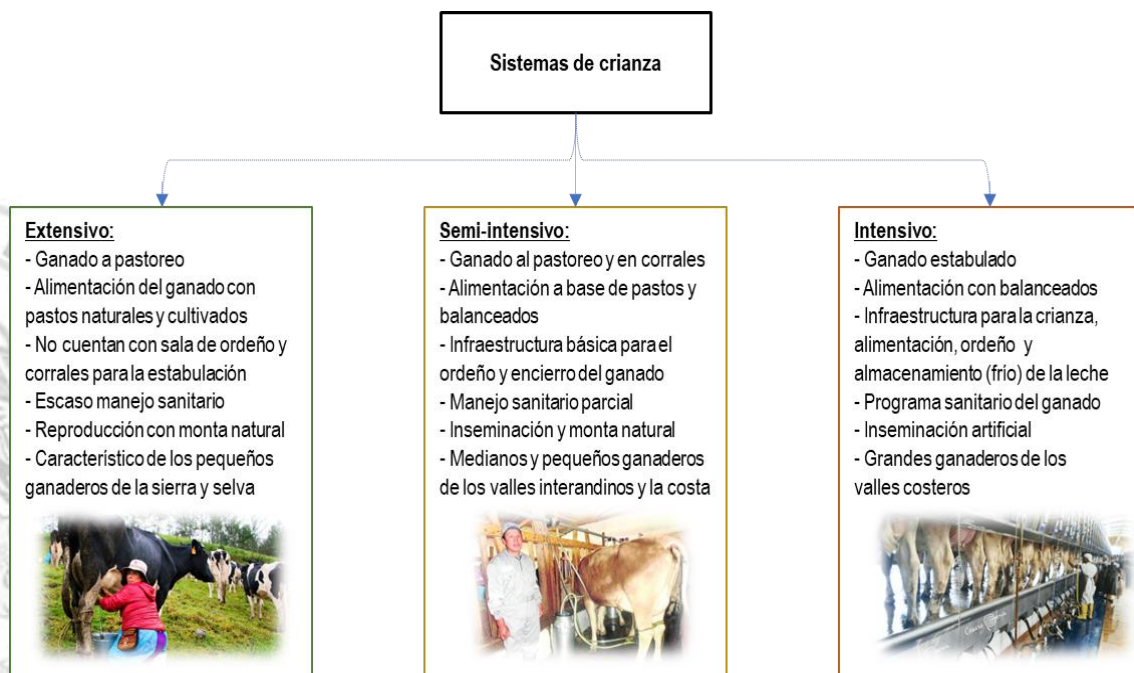 Sistemas de crianza
Extensivo:
- Ganado a pastoreo
- Alimentación del ganado con
pastos naturales y cultivados
- No cuentan con sala de ordeño y
corrales para la estabulación
- Escaso manejo sanitario
- Reproducción con monta natural
- Característico de los pequeños
ganaderos de la sierra y selva
Semi-intensivo:
- Ganado al pastoreo y en corrales
- Alimentación a base de pastos y
balanceados
- Infraestructura básica para el
ordeño y encierro del ganado
- Manejo sanitario parcial
- Inseminación y monta natural
- Medianos y pequeños ganaderos
de los valles interandinos y la costa
Intensivo:
- Ganado estabulado
- Alimentación con balanceados
- Infraestructura para la crianza,
alimentación, ordeño y
almacenamiento (frío) de la leche
- Programa sanitario del ganado
- Inseminación artificial
- Grandes ganaderos de los
valles costeros